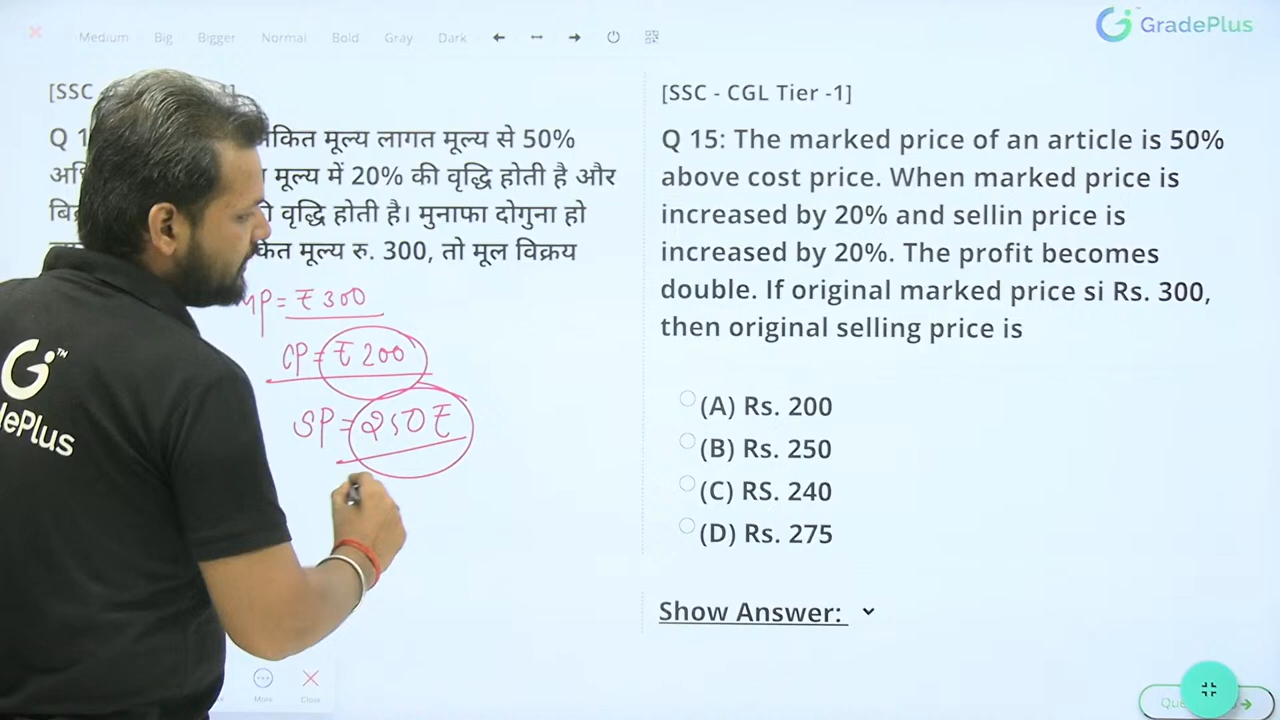 Medium Big Bigger Normal Bold Gray Dark
GradePlus
[SSC
Q 1
मूल्य लागत मूल्य से 50%
मूल्य में 20% की वृद्धि होती है और
वृद्धि होती है। मुनाफा दोगुना हो
मूल्य रु. 300, तो मूल विक्रय
MP = ₹ 300
CP = ₹ 200
SP = 250 ₹
[SSC - CGL Tier -1]
Q 15: The marked price of an article is 50%
above cost price. When marked price is
increased by 20% and sellin price is
increased by 20%. The profit becomes
double. If original marked price si Rs. 300,
then original selling price is
(A) Rs. 200
(B) Rs. 250
(C) RS. 240
(D) Rs. 275
Show Answer:
More Close